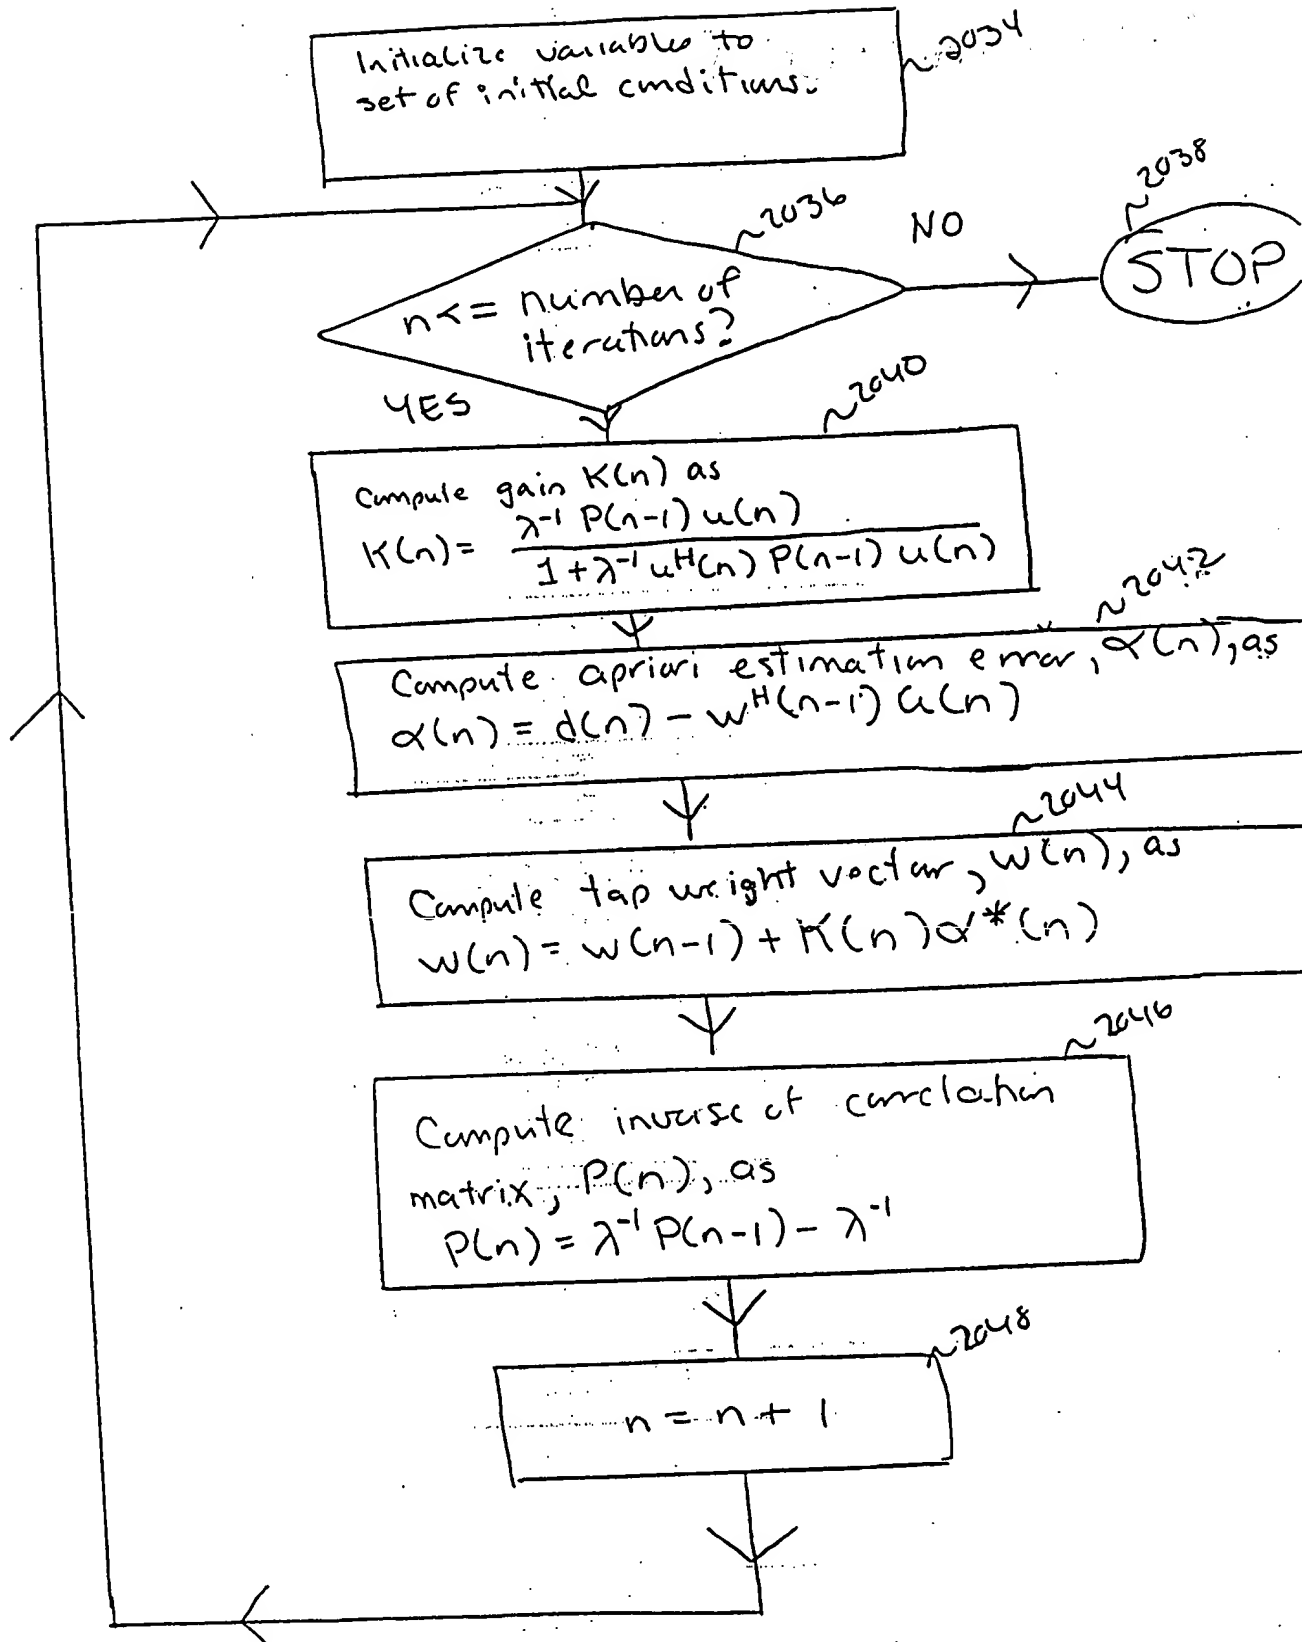 Initialize variables to
set of initial conditions.
~2034
~2036
NO
~2038
STOP
n <= number of
iterations?
YES
~2040
Compute gain K(n) as
K(n) = λ⁻¹ P(n-1) u(n)
1 + λ⁻¹ uᴴ(n) P(n-1) u(n)
~2042
Compute apriori estimation error, α(n), as
α(n) = d(n) - wᴴ(n-1) u(n)
~2044
Compute tap weight vector, w(n), as
w(n) = w(n-1) + K(n) α*(n)
~2046
Compute inverse of correlation
matrix, P(n), as
P(n) = λ⁻¹ P(n-1) - λ⁻¹
~2048
n = n + 1